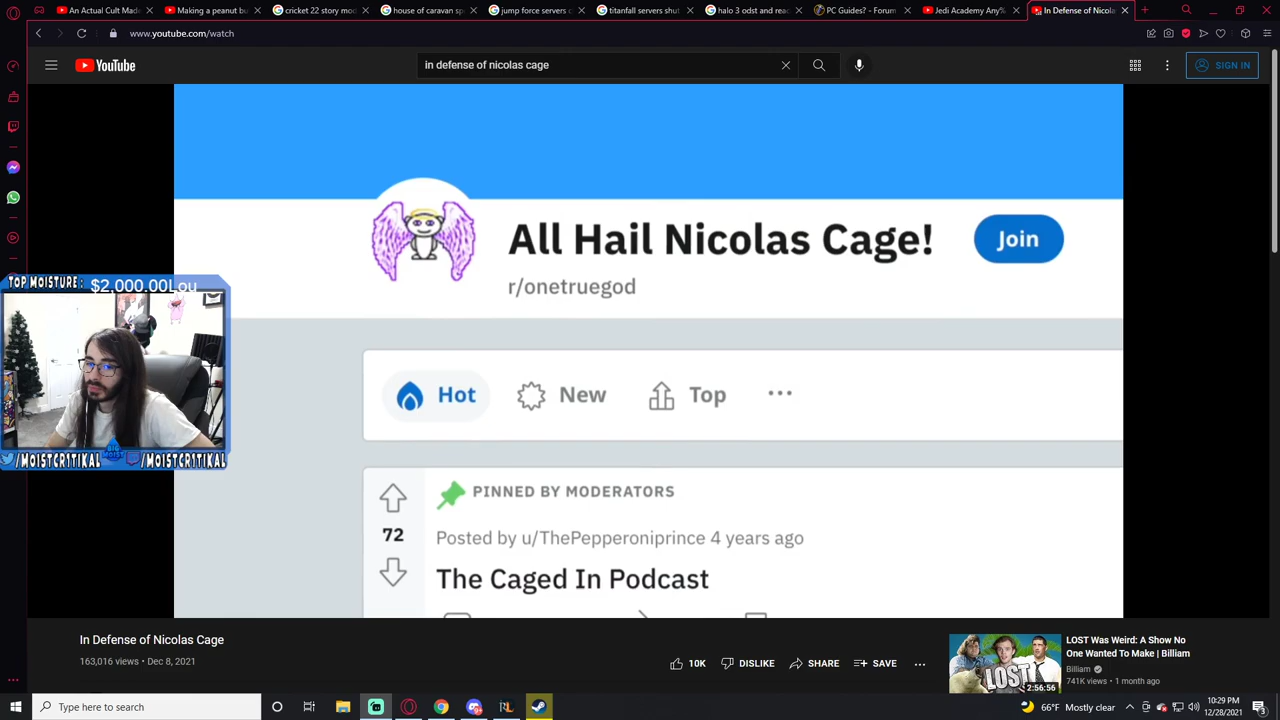 An Actual Cult Made
Making a peanut bu
cricket 22 story mod
house of caravan sp
jump force servers c
titanfall servers shut
halo 3 odst and reac
PC Guides? - Forum
Jedi Academy Any%
In Defense of Nicola
www.youtube.com/watch
YouTube
in defense of nicolas cage
SIGN IN
All Hail Nicolas Cage!
Join
r/onetruegod
TOP MOISTURE:
$2,000.00Lou
Hot
New
Top
...
/MOISTCR1TIKAL
BIG MOIST
/MOISTCR1TIKAL
PINNED BY MODERATORS
72
Posted by u/ThePepperoniprince 4 years ago
The Caged In Podcast
In Defense of Nicolas Cage
163,016 views • Dec 8, 2021
10K
DISLIKE
SHARE
SAVE
...
LOST
2:56:56
LOST Was Weird: A Show No
One Wanted To Make | Billiam
Billiam
741K views • 1 month ago
Type here to search
66°F Mostly clear
10:29 PM
12/28/2021